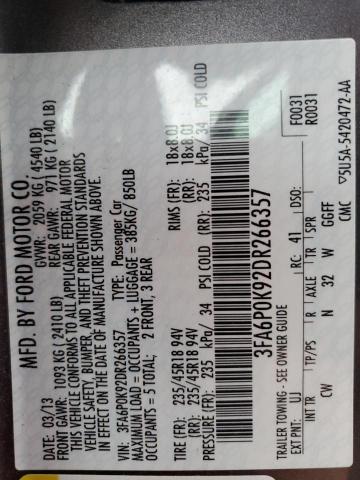 MFD. BY FORD MOTOR CO.
DATE: 03/13 GVWR: 2059 KG (4540 LB)
FRONT GAWR: 1093 KG (2410 LB) REAR GAWR: 971 KG (2140 LB)
THIS VEHICLE CONFORMS TO ALL APPLICABLE FEDERAL MOTOR
VEHICLE SAFETY, BUMPER, AND THEFT PREVENTION STANDARDS
IN EFFECT ON THE DATE OF MANUFACTURE SHOWN ABOVE.
VIN: 3FA6P0K92DR266357 TYPE: Passenger Car
MAXIMUM LOAD = OCCUPANTS + LUGGAGE = 385KG/ 850LB
OCCUPANTS = 5 TOTAL; 2 FRONT, 3 REAR
TIRE (FR): 235/45R18 94V RIMS (FR): 18x8.0J
TIRE (RR): 235/45R18 94V (RR): 18x8.0J
PRESSURE (FR): 235 kPa/ 34 PSI COLD (RR): 235 kPa/ 34 PSI COLD
3FA6P0K92DR266357
TRAILER TOWING - SEE OWNER GUIDE F0031
R0031
EXT PNT: UJ RC: 41 DSO:
INT TR TP/PS R AXLE TR SPR
CW N 32 W GGFF
CMC ▽5U5A-5420472-AA